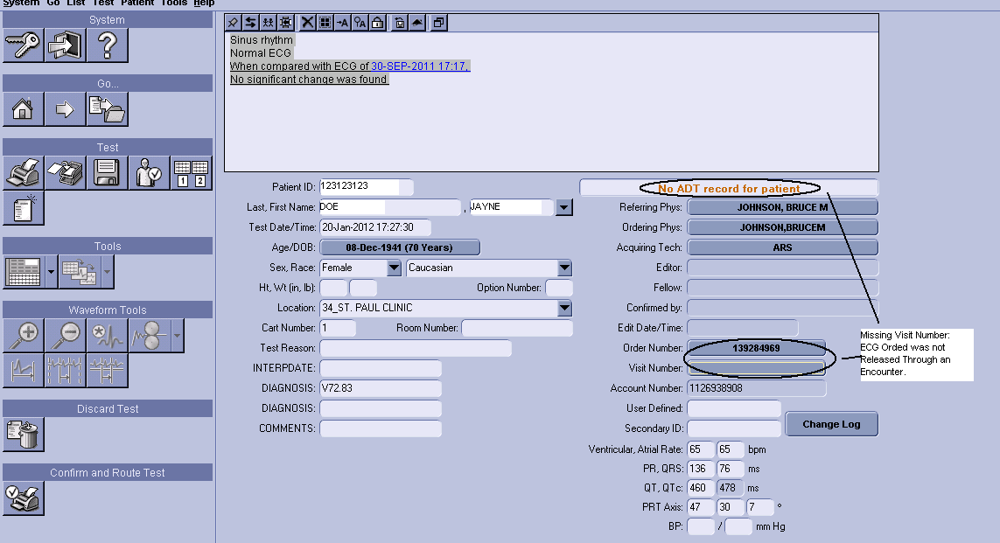 System Go List Test Patient Tools Help
System
Go...
Test
1 2
Tools
Waveform Tools
Discard Test
Confirm and Route Test
Sinus rhythm
Normal ECG
When compared with ECG of 30-SEP-2011 17:17,
No significant change was found
Patient ID: 123123123
Last, First Name: DOE , JAYNE
Test Date/Time: 20-Jan-2012 17:27:30
Age/DOB: 08-Dec-1941 (70 Years)
Sex, Race: Female Caucasian
Ht, Wt (in, lb): Option Number:
Location: 34_ST. PAUL CLINIC
Cart Number: 1 Room Number:
Test Reason:
INTERPDATE:
DIAGNOSIS: V72.83
DIAGNOSIS:
COMMENTS:
No ADT record for patient
Referring Phys: JOHNSON, BRUCE M
Ordering Phys: JOHNSON,BRUCEM
Acquiring Tech: ARS
Editor:
Fellow:
Confirmed by:
Edit Date/Time:
Order Number: 139284969
Visit Number:
Account Number: 1126938908
User Defined:
Secondary ID:
Change Log
Ventricular, Atrial Rate: 65 65 bpm
PR, QRS: 136 76 ms
QT, QTc: 460 478 ms
PRT Axis: 47 30 7 °
BP: / mm Hg
Missing Visit Number:
ECG Orded was not
Released Through an
Encounter.